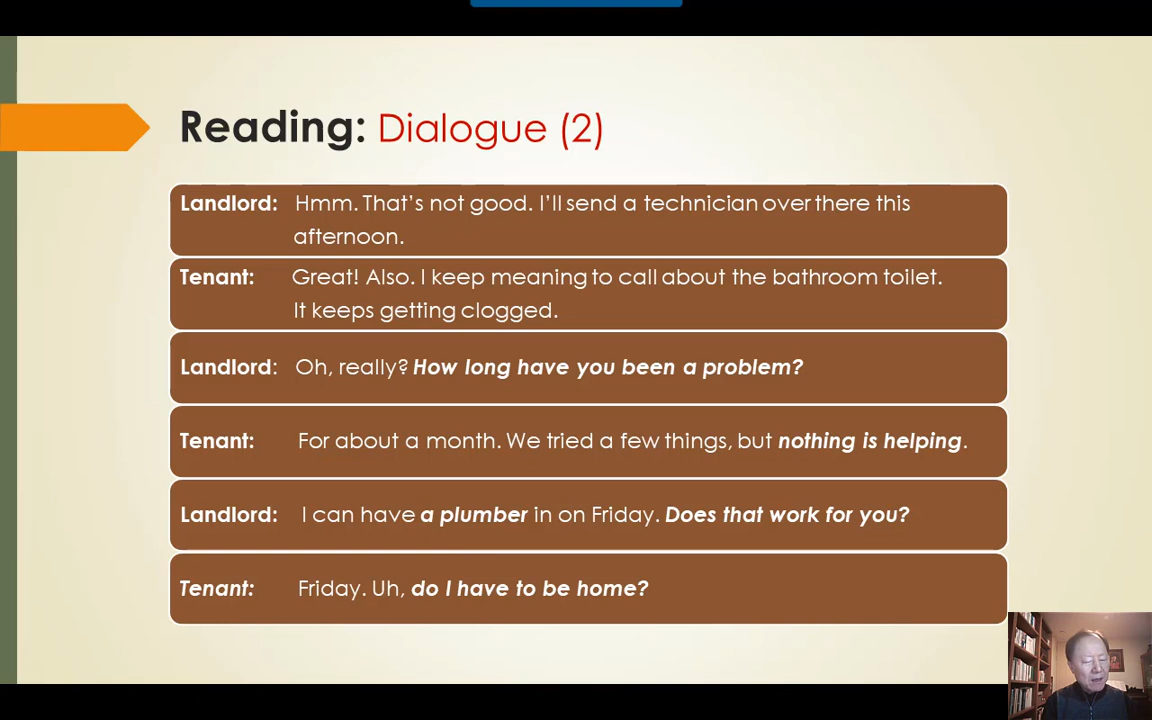 Reading: Dialogue (2)
Landlord: Hmm. That's not good. I'll send a technician over there this
afternoon.
Tenant: Great! Also. I keep meaning to call about the bathroom toilet.
It keeps getting clogged.
Landlord: Oh, really? How long have you been a problem?
Tenant: For about a month. We tried a few things, but nothing is helping.
Landlord: I can have a plumber in on Friday. Does that work for you?
Tenant: Friday. Uh, do I have to be home?